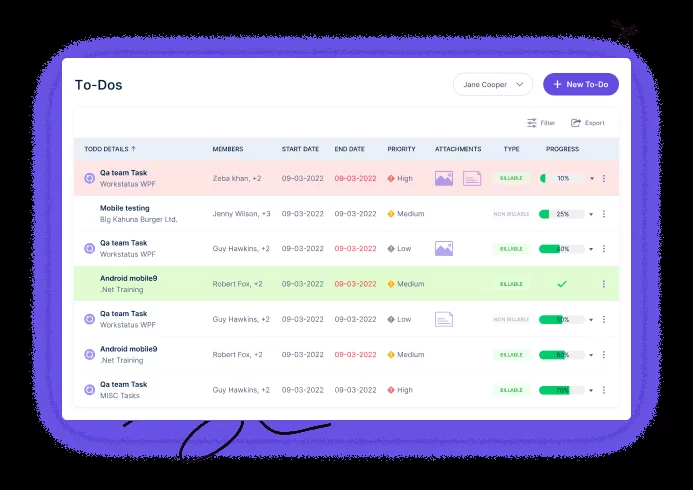 To-Dos
Jane Cooper
+ New To-Do
Filter
Export
TODO DETAILS ↑ MEMBERS START DATE END DATE PRIORITY ATTACHMENTS TYPE PROGRESS
Qa team Task
Workstatus WPF
Zeba khan, +2 09-03-2022 09-03-2022 High BILLABLE 10%
Mobile testing
Big Kahuna Burger Ltd.
Jenny Wilson, +3 09-03-2022 09-03-2022 Medium NON BILLABLE 25%
Qa team Task
Workstatus WPF
Guy Hawkins, +2 09-03-2022 09-03-2022 Low BILLABLE 40%
Android mobile9
.Net Training
Robert Fox, +2 09-03-2022 09-03-2022 Medium BILLABLE
Qa team Task
Workstatus WPF
Guy Hawkins, +2 09-03-2022 09-03-2022 Low NON BILLABLE 50%
Android mobile9
.Net Training
Robert Fox, +2 09-03-2022 09-03-2022 Medium BILLABLE 60%
Qa team Task
MISC Tasks
Guy Hawkins, +2 09-03-2022 09-03-2022 High BILLABLE 70%